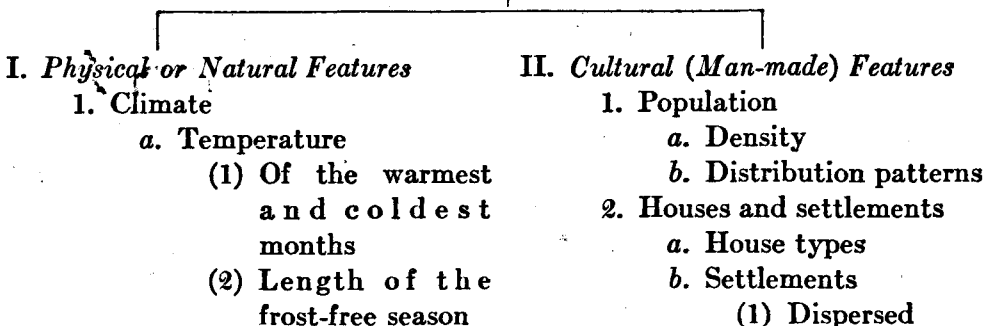 I. Physical or Natural Features
1. Climate
a. Temperature
(1) Of the warmest
and coldest
months
(2) Length of the
frost-free season
II. Cultural (Man-made) Features
1. Population
a. Density
b. Distribution patterns
2. Houses and settlements
a. House types
b. Settlements
(1) Dispersed